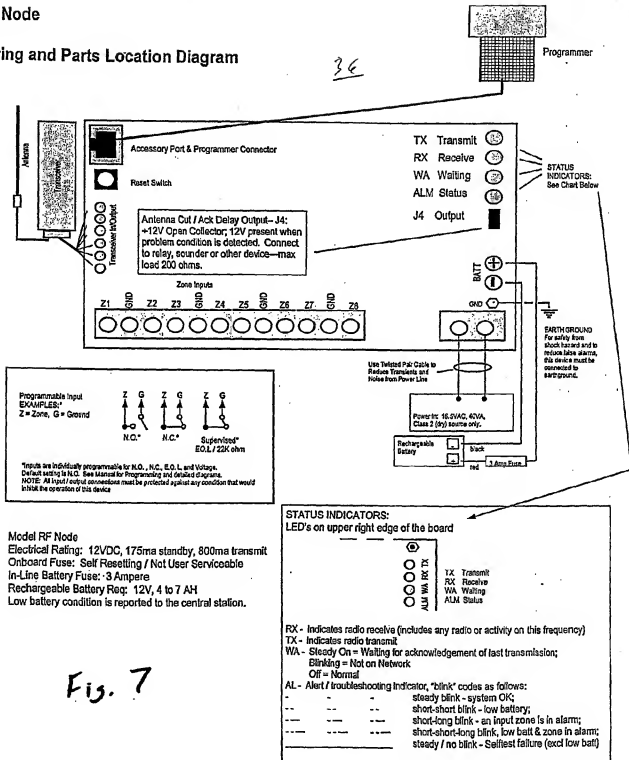 Node
ing and Parts Location Diagram
36
Programmer
Antenna
Transceiver
Accessory Port & Programmer Connector
Reset Switch
Transceiver In/Output
TX Transmit
RX Receive
WA Waiting
ALM Status
J4 Output
STATUS
INDICATORS:
See Chart Below
Antenna Cut / Ack Delay Output-- J4:
+12V Open Collector; 12V present when
problem condition is detected. Connect
to relay, sounder or other device—max
load 200 ohms.
Zone Inputs
Z1 GND Z2 Z3 GND Z4 Z5 GND Z6 Z7 GND Z8
BATT
GND
EARTH GROUND
For safety from
shock hazard and to
reduce false alarms,
this device must be
connected to
earthground.
Use Twisted Pair Cable to
Reduce Transients and
Noise from Power Line
Power In: 16.5VAC, 40VA,
Class 2 (dry) source only.
Rechargeable
Battery
black
red
3 Amp Fuse
Programmable Input
EXAMPLES:*
Z = Zone, G = Ground
Z G Z G Z G
N.O.* N.C.* Supervised*
EOL / 22K ohm
*Inputs are individually programmable for N.O., N.C., E.O.L, and Voltage.
Default setting is N.O. See Manual for Programming and detailed diagrams.
NOTE: All input / output connections must be protected against any condition that would
inhibit the operation of this device
Model RF Node
Electrical Rating: 12VDC, 175ma standby, 800ma transmit
Onboard Fuse: Self Resetting / Not User Serviceable
In-Line Battery Fuse: 3 Ampere
Rechargeable Battery Req: 12V, 4 to 7 AH
Low battery condition is reported to the central station.
Fig. 7
STATUS INDICATORS:
LED's on upper right edge of the board
ALM WA RX TX
TX Transmit
RX Receive
WA Waiting
ALM Status
RX - Indicates radio receive (includes any radio or activity on this frequency)
TX - Indicates radio transmit
WA - Steady On = Waiting for acknowledgement of last transmission;
Blinking = Not on Network
Off = Normal
AL - Alert / troubleshooting indicator, "blink" codes as follows:
- - - steady blink - system OK;
-- -- -- short-short blink - low battery;
-— -— -— short-long blink - an input zone is in alarm;
--— --— short-short-long blink, low batt & zone in alarm;
steady / no blink - Selftest failure (excl low batt)